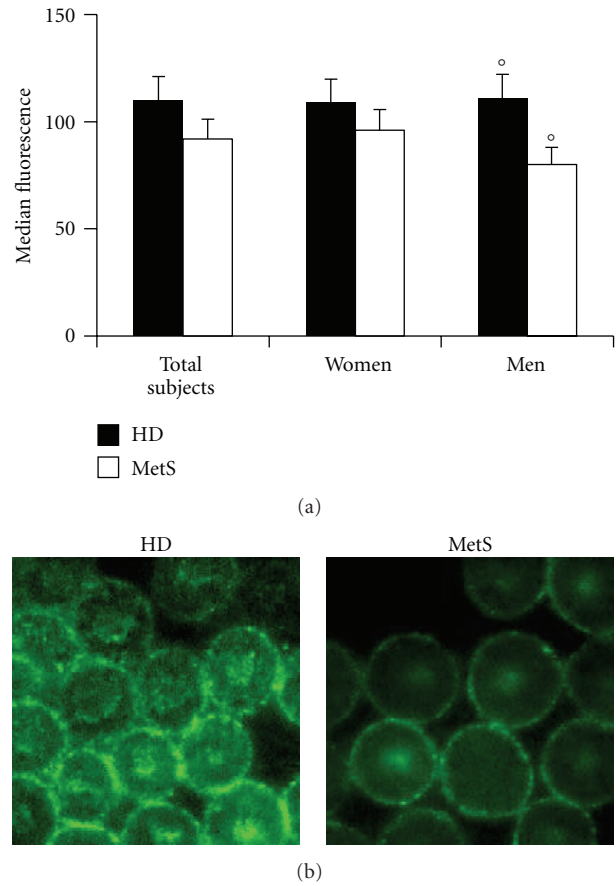 150
100
50
0
Median fluorescence
Total
subjects
Women
Men
HD
MetS
(a)
HD
MetS
(b)